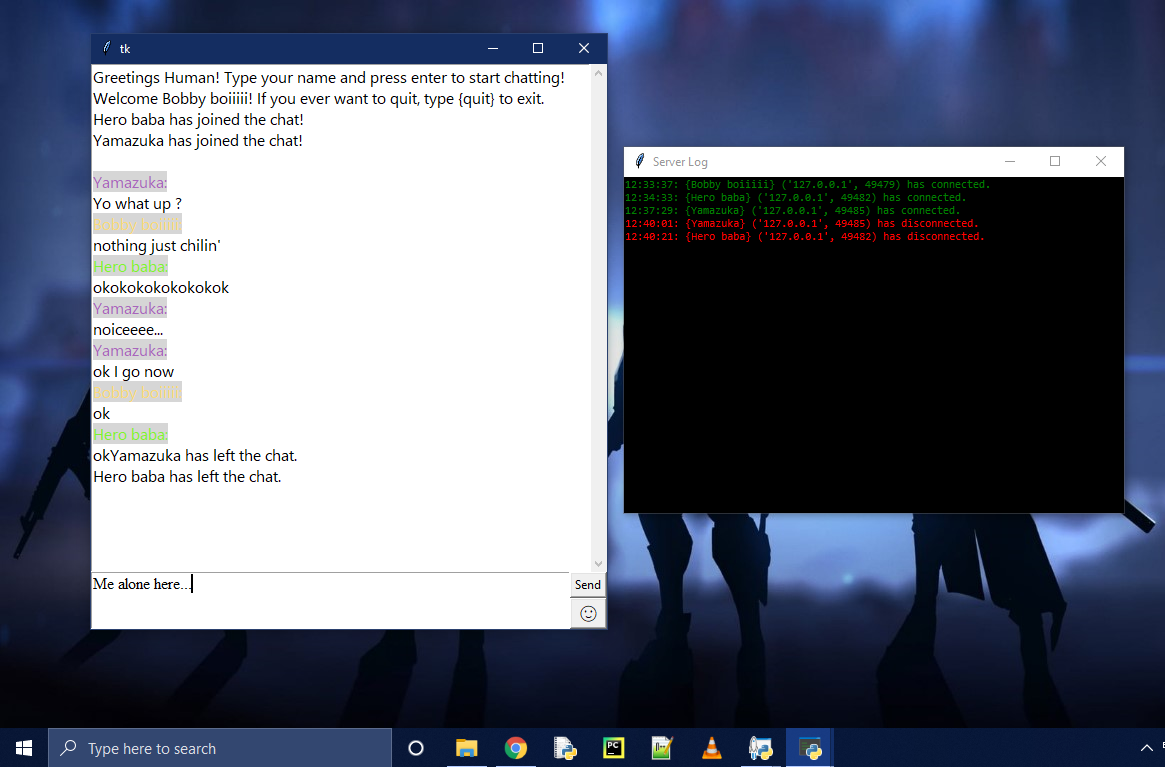 tk
Greetings Human! Type your name and press enter to start chatting!
Welcome Bobby boiiiii! If you ever want to quit, type {quit} to exit.
Hero baba has joined the chat!
Yamazuka has joined the chat!
Yamazuka:
Yo what up ?
Bobby boiiiii:
nothing just chilin'
Hero baba:
okokokokokokokok
Yamazuka:
noiceeee...
Yamazuka:
ok I go now
Bobby boiiiii:
ok
Hero baba:
okYamazuka has left the chat.
Hero baba has left the chat.
Me alone here...
Send
Server Log
12:33:37: {Bobby boiiiii} ('127.0.0.1', 49479) has connected.
12:34:33: {Hero baba} ('127.0.0.1', 49482) has connected.
12:37:29: {Yamazuka} ('127.0.0.1', 49485) has connected.
12:40:01: {Yamazuka} ('127.0.0.1', 49485) has disconnected.
12:40:21: {Hero baba} ('127.0.0.1', 49482) has disconnected.
Type here to search
PC